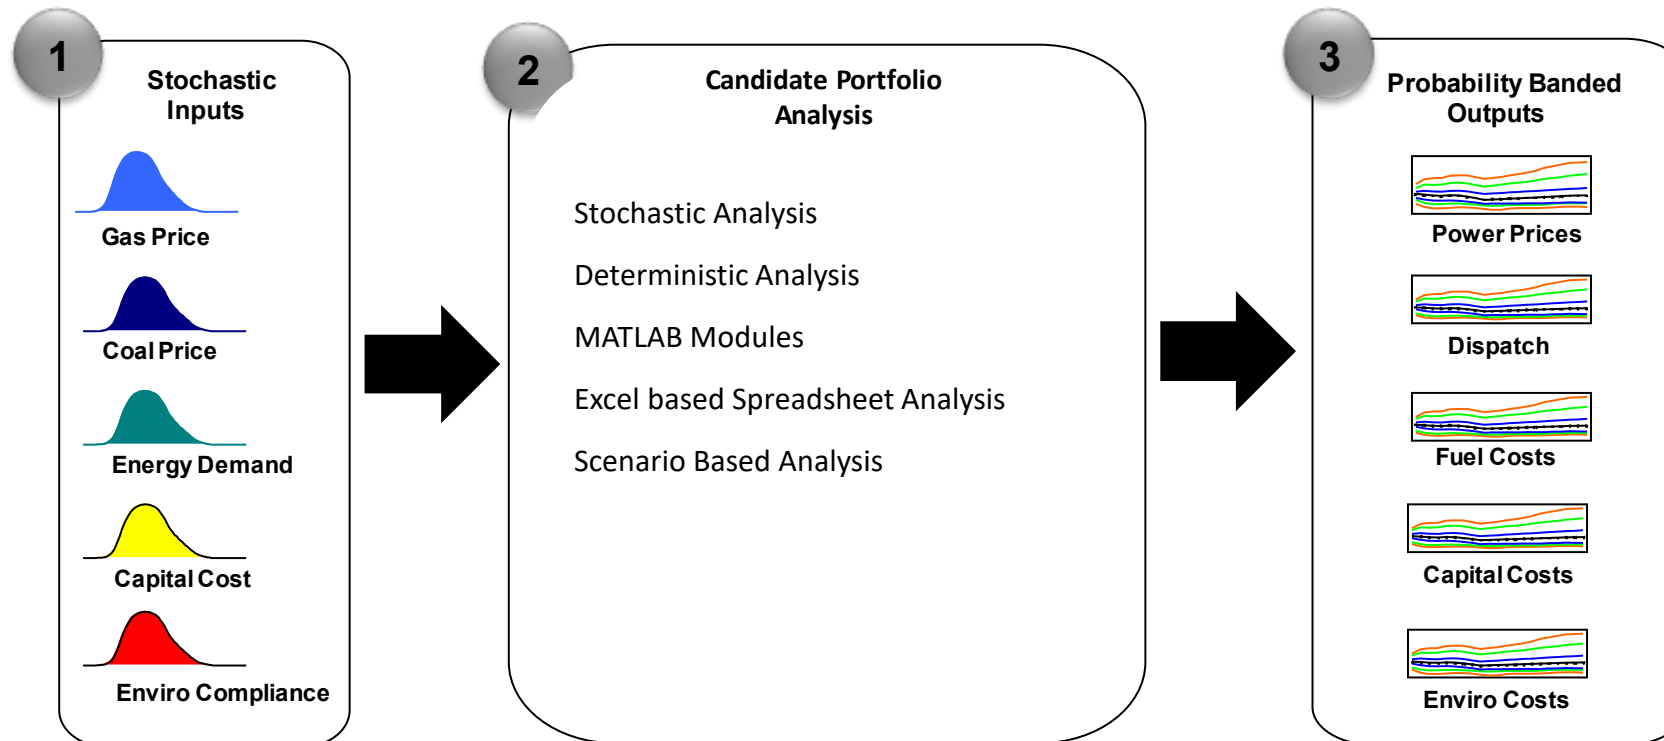 1
Stochastic
Inputs
Gas Price
Coal Price
Energy Demand
Capital Cost
Enviro Compliance
2
Candidate Portfolio
Analysis
Stochastic Analysis
Deterministic Analysis
MATLAB Modules
Excel based Spreadsheet Analysis
Scenario Based Analysis
3
Probability Banded
Outputs
Power Prices
Dispatch
Fuel Costs
Capital Costs
Enviro Costs